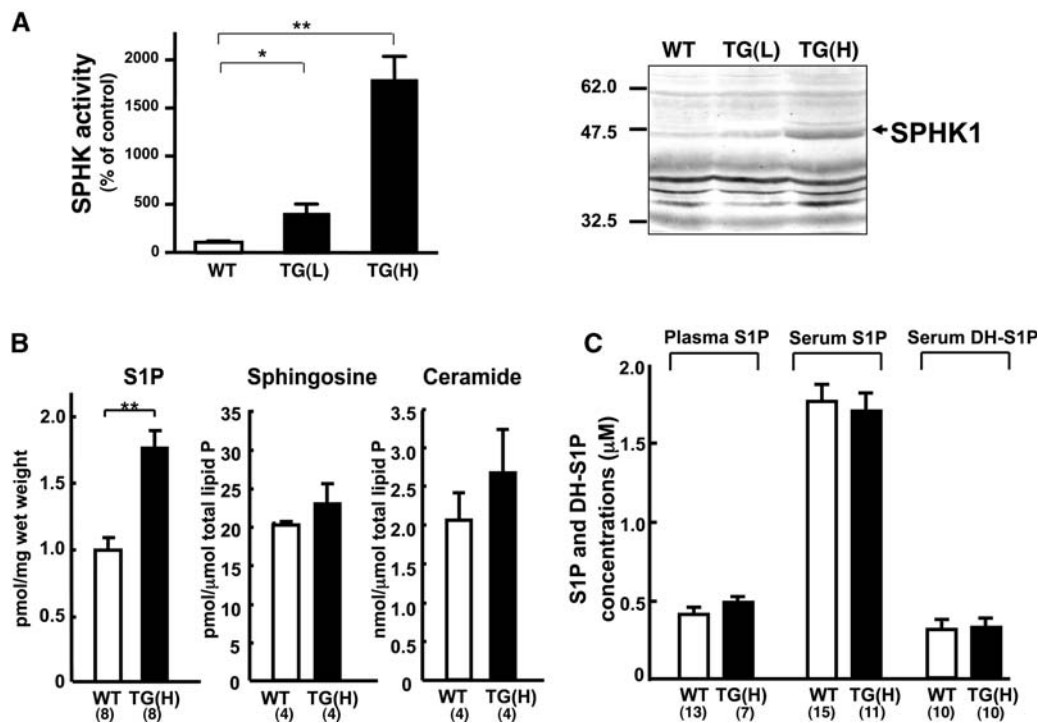 A
SPHK activity
(% of control)
2000
1500
1000
500
0
*
**
WT
TG(L)
TG(H)
WT TG(L) TG(H)
62.0
47.5
32.5
SPHK1
B
S1P
pmol/mg wet weight
2.0
1.5
1.0
0.5
0
**
WT TG(H)
(8) (8)
Sphingosine
pmol/μmol total lipid P
35
30
25
20
15
10
5
0
WT TG(H)
(4) (4)
Ceramide
nmol/μmol total lipid P
3.5
3.0
2.5
2.0
1.5
1.0
0.5
0
WT TG(H)
(4) (4)
C
Plasma S1P Serum S1P Serum DH-S1P
S1P and DH-S1P
concentrations (μM)
2.0
1.5
1.0
0.5
0
WT TG(H) WT TG(H) WT TG(H)
(13) (7) (15) (11) (10) (10)